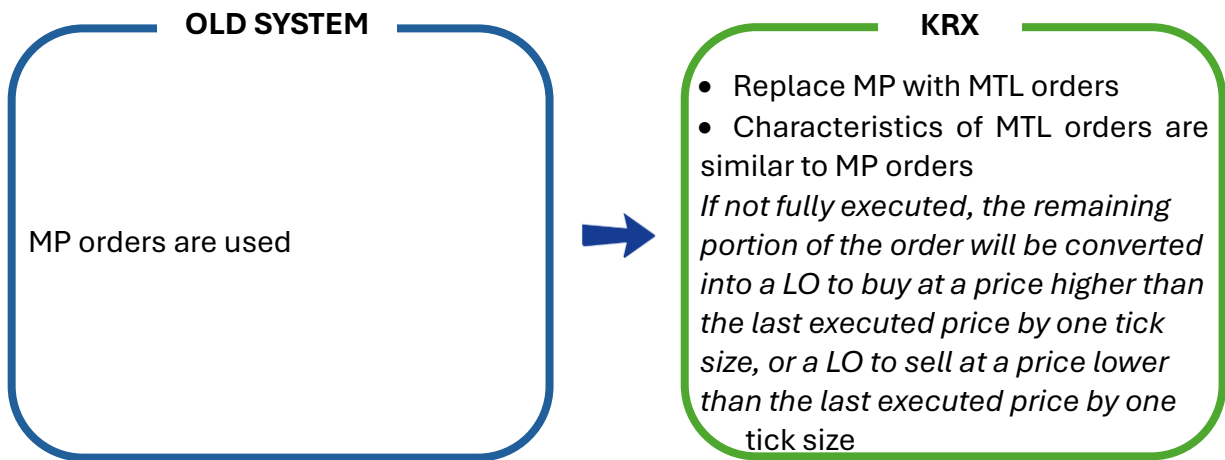 OLD SYSTEM
MP orders are used
KRX
• Replace MP with MTL orders
• Characteristics of MTL orders are
similar to MP orders
If not fully executed, the remaining
portion of the order will be converted
into a LO to buy at a price higher than
the last executed price by one tick
size, or a LO to sell at a price lower
than the last executed price by one
tick size